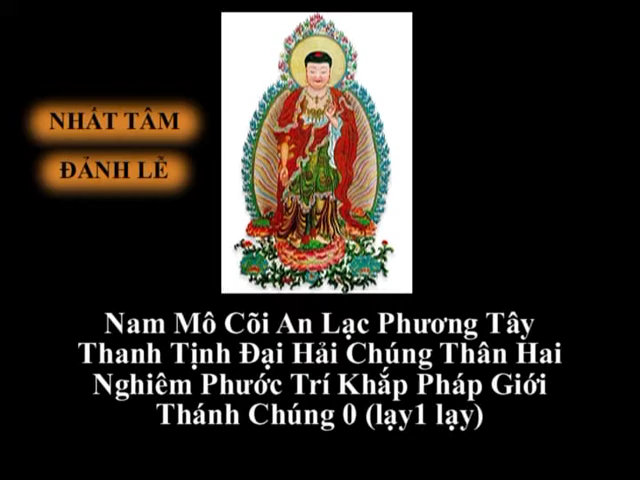 NHẤT TÂM
ĐẢNH LỄ
Nam Mô Cõi An Lạc Phương Tây
Thanh Tịnh Đại Hải Chúng Thân Hai
Nghiêm Phước Trí Khắp Pháp Giới
Thánh Chúng 0 (lạy1 lạy)